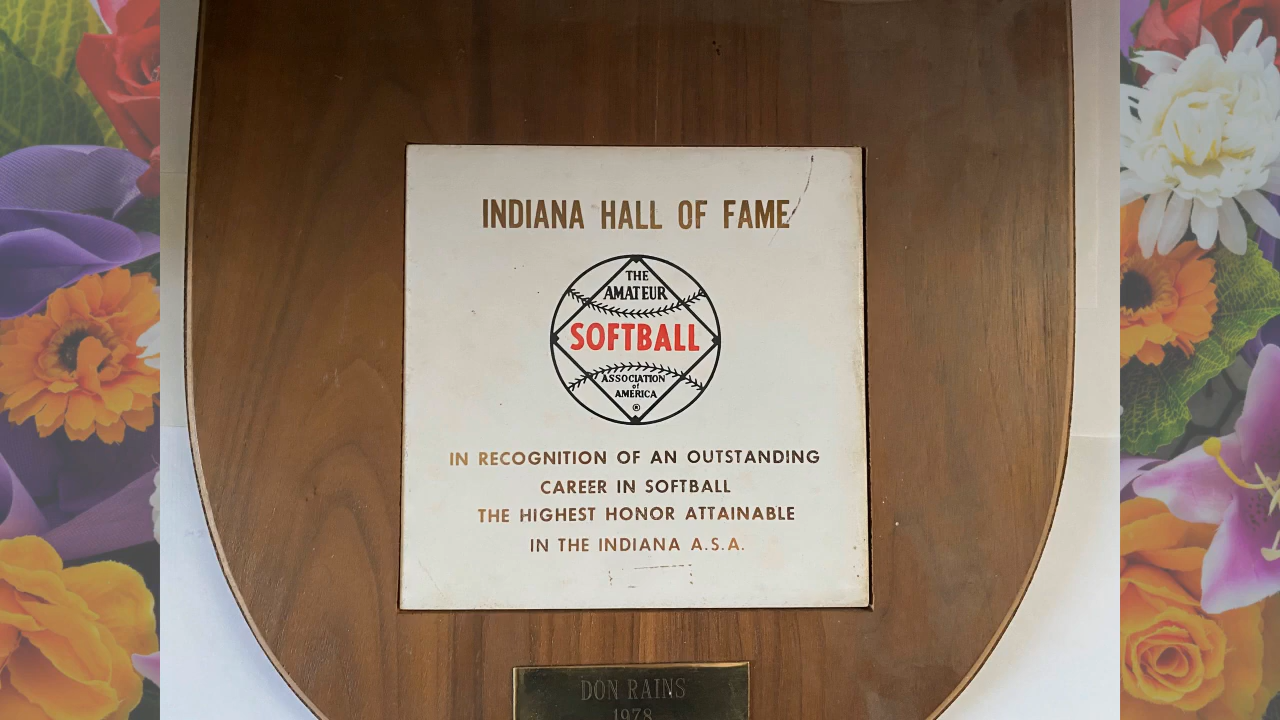 INDIANA HALL OF FAME
THE
AMATEUR
SOFTBALL
ASSOCIATION
of
AMERICA
®
IN RECOGNITION OF AN OUTSTANDING
CAREER IN SOFTBALL
THE HIGHEST HONOR ATTAINABLE
IN THE INDIANA A.S.A.
DON RAINS
1978